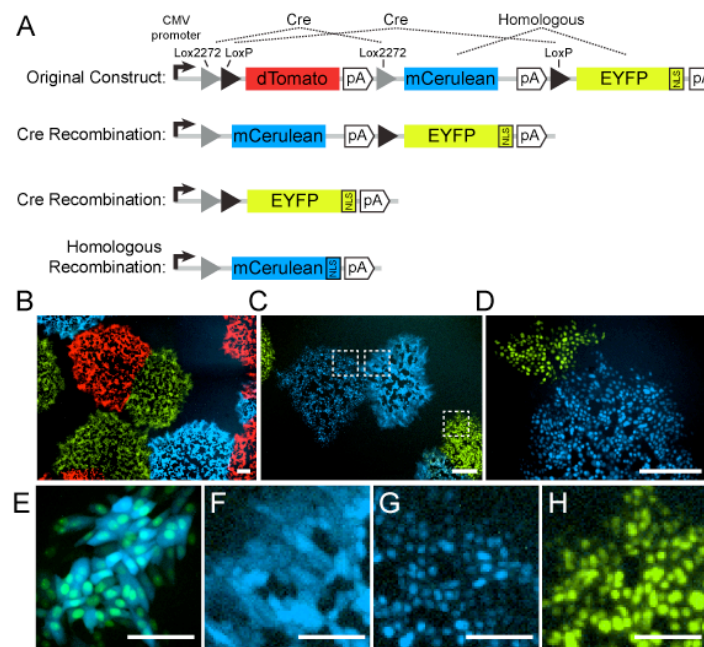 A
CMV promoter
Cre
Cre
Homologous
Lox2272
LoxP
Lox2272
LoxP
Original Construct:
dTomato
pA
mCerulean
pA
EYFP
NLS
pA
Cre Recombination:
mCerulean
pA
EYFP
NLS
pA
Cre Recombination:
EYFP
NLS
pA
Homologous
Recombination:
mCerulean
NLS
pA
B
C
D
E
F
G
H